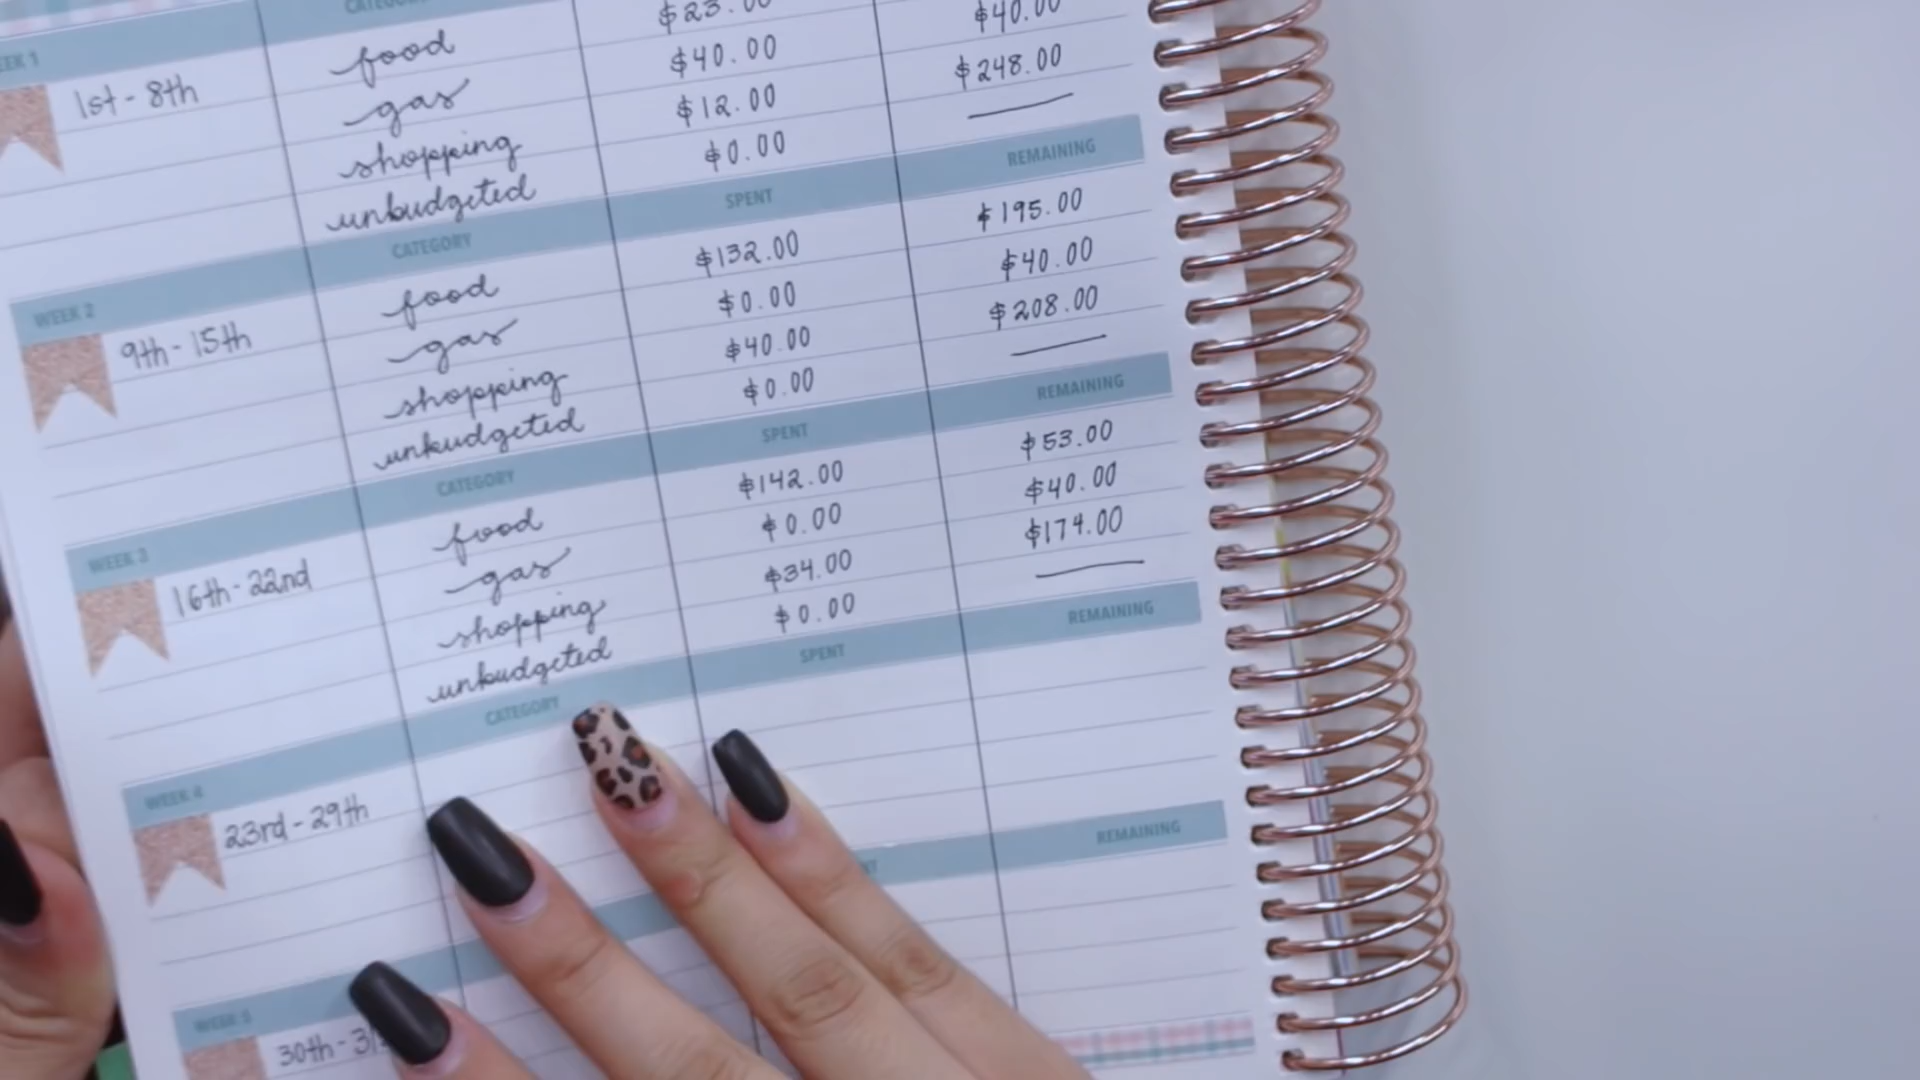 CATEGORY
WEEK 1
1st - 8th
food $23.00 $40.00
gas $40.00 $248.00
shopping $12.00
unbudgeted $0.00
WEEK 2 CATEGORY SPENT REMAINING
9th - 15th food $132.00 $195.00
gas $0.00 $40.00
shopping $40.00 $208.00
unbudgeted $0.00
WEEK 3 CATEGORY SPENT REMAINING
16th - 22nd food $142.00 $53.00
gas $0.00 $40.00
shopping $34.00 $174.00
unbudgeted $0.00
WEEK 4 CATEGORY SPENT REMAINING
23rd - 29th
WEEK 5 REMAINING
30th -